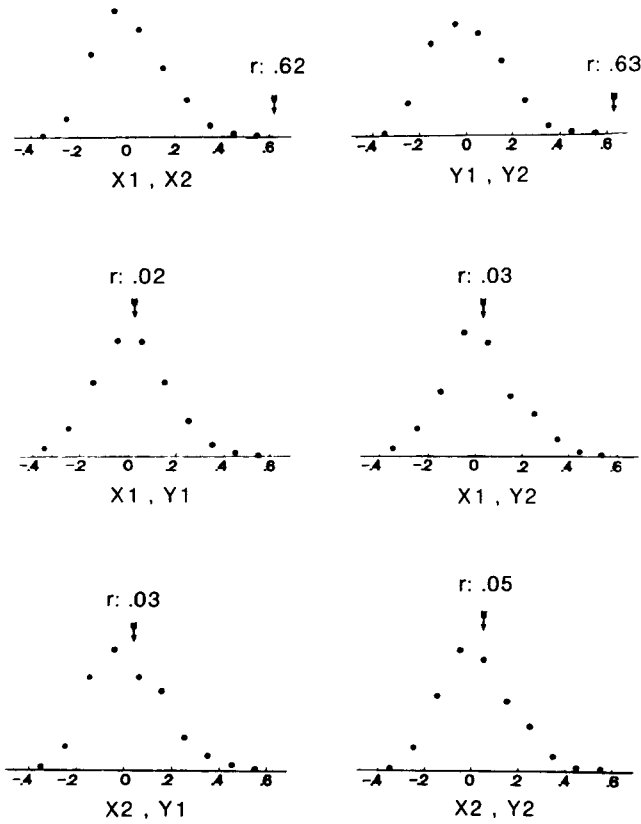 r: .62
-.4 -.2 0 .2 .4 .6
X1 , X2
r: .63
-.4 -.2 0 .2 .4 .6
Y1 , Y2
r: .02
-.4 -.2 0 .2 .4 .6
X1 , Y1
r: .03
-.4 -.2 0 .2 .4 .6
X1 , Y2
r: .03
-.4 -.2 0 .2 .4 .6
X2 , Y1
r: .05
-.4 -.2 0 .2 .4 .6
X2 , Y2